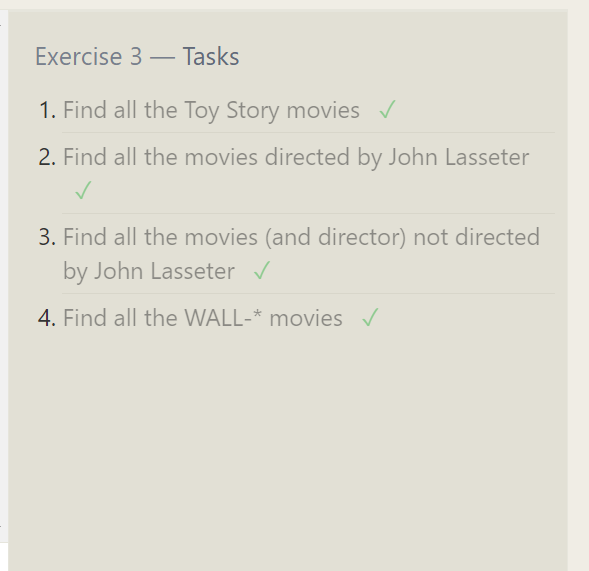 Exercise 3 — Tasks
1. Find all the Toy Story movies ✓
2. Find all the movies directed by John Lasseter
✓
3. Find all the movies (and director) not directed
by John Lasseter ✓
4. Find all the WALL-* movies ✓